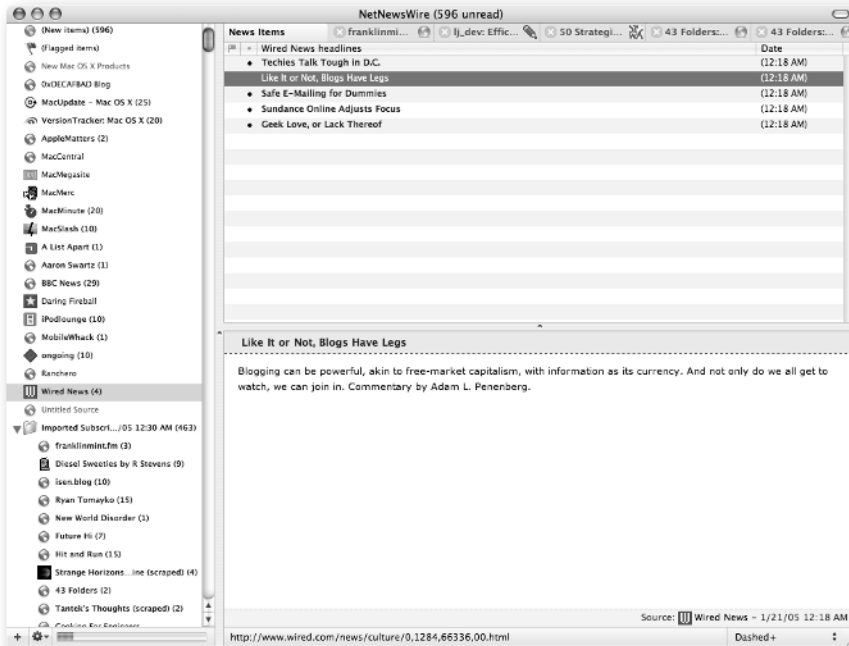 NetNewsWire (596 unread)
(New items) (596)
(Flagged items)
New Mac OS X Products
0xDECAFBAD Blog
MacUpdate – Mac OS X (25)
VersionTracker: Mac OS X (20)
AppleMatters (2)
MacCentral
MacMegasite
MacMerc
MacMinute (20)
MacSlash (10)
A List Apart (1)
Aaron Swartz (1)
BBC News (29)
Daring Fireball
iPodlounge (10)
MobileWhack (1)
ongoing (10)
Ranchero
Wired News (4)
Untitled Source
Imported Subscri.../05 12:30 AM (463)
franklinmint.fm (3)
Diesel Sweeties by R Stevens (9)
isen.blog (10)
Ryan Tomayko (15)
New World Disorder (1)
Future Hi (7)
Hit and Run (15)
Strange Horizons...ine (scraped) (4)
43 Folders (2)
Tantek's Thoughts (scraped) (2)
Cooking For Engineers
News Items franklinmi... lj_dev: Effic... 50 Strategi... 43 Folders:... 43 Folders:...
Wired News headlines Date
Techies Talk Tough in D.C. (12:18 AM)
Like It or Not, Blogs Have Legs (12:18 AM)
Safe E-Mailing for Dummies (12:18 AM)
Sundance Online Adjusts Focus (12:18 AM)
Geek Love, or Lack Thereof (12:18 AM)
Like It or Not, Blogs Have Legs
Blogging can be powerful, akin to free-market capitalism, with information as its currency. And not only do we all get to
watch, we can join in. Commentary by Adam L. Penenberg.
Source: Wired News – 1/21/05 12:18 AM
http://www.wired.com/news/culture/0,1284,66336,00.html Dashed+